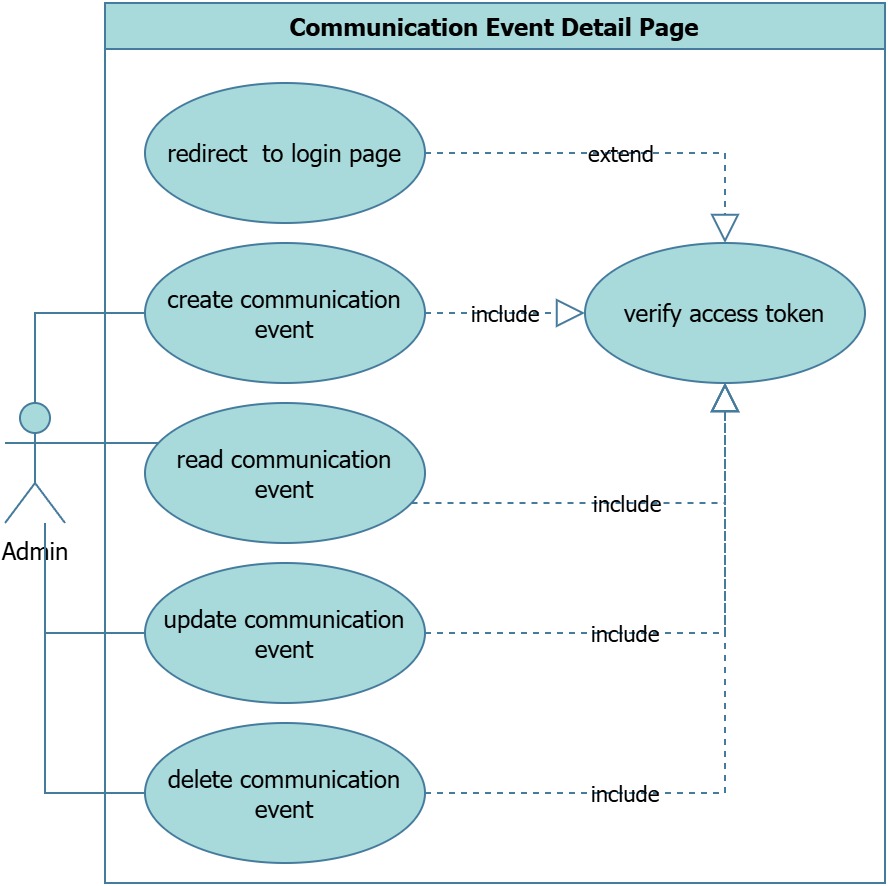 Communication Event Detail Page
redirect  to login page
extend
create communication
event
include
verify access token
read communication
event
include
Admin
update communication
event
include
delete communication
event
include